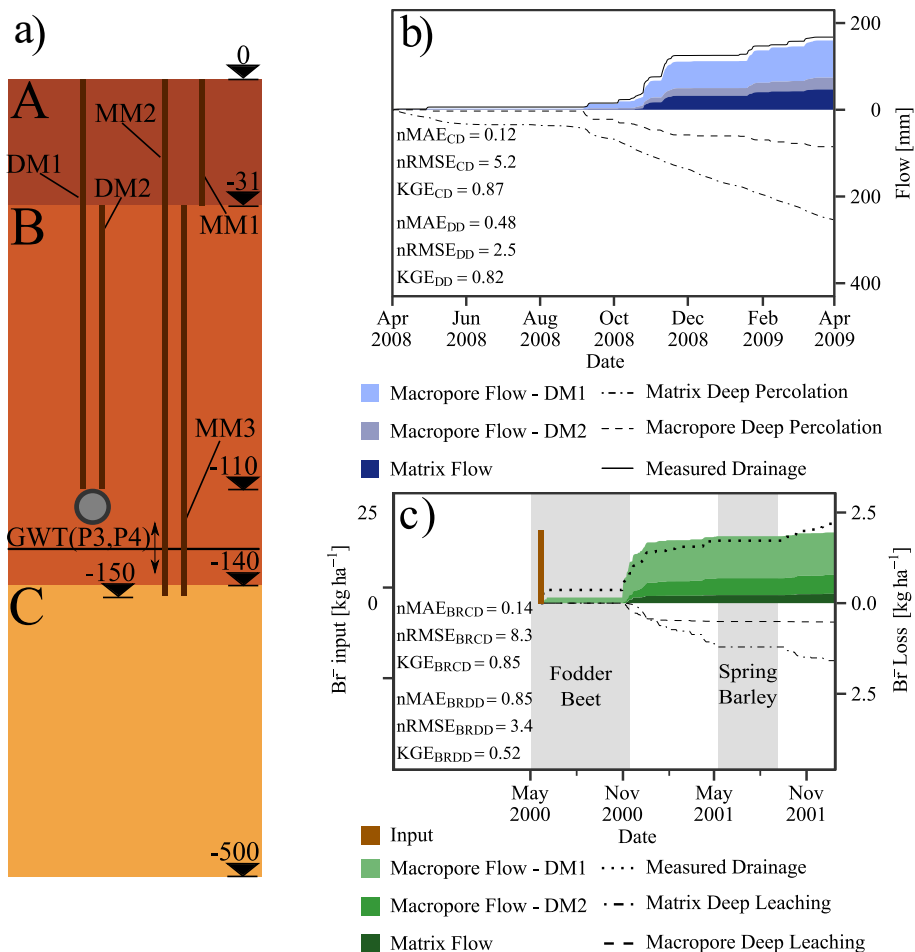 a)
0
A
MM2
DM1
DM2
-31
MM1
B
MM3
-110
GWT(P3,P4)
-140
-150
C
-500
b)
200
0
200
400
Flow [mm]
nMAE_CD = 0.12
nRMSE_CD = 5.2
KGE_CD = 0.87
nMAE_DD = 0.48
nRMSE_DD = 2.5
KGE_DD = 0.82
Apr Jun Aug Oct Dec Feb Apr
2008 2008 2008 2008 2008 2009 2009
Date
Macropore Flow - DM1
Macropore Flow - DM2
Matrix Flow
Matrix Deep Percolation
Macropore Deep Percolation
Measured Drainage
c)
25
0
Br⁻ input [kg ha⁻¹]
2.5
0.0
2.5
Br⁻ Loss [kg ha⁻¹]
nMAE_BRCD = 0.14
nRMSE_BRCD = 8.3
KGE_BRCD = 0.85
nMAE_BRDD = 0.85
nRMSE_BRDD = 3.4
KGE_BRDD = 0.52
Fodder
Beet
Spring
Barley
May Nov May Nov
2000 2000 2001 2001
Date
Input
Macropore Flow - DM1
Macropore Flow - DM2
Matrix Flow
Measured Drainage
Matrix Deep Leaching
Macropore Deep Leaching